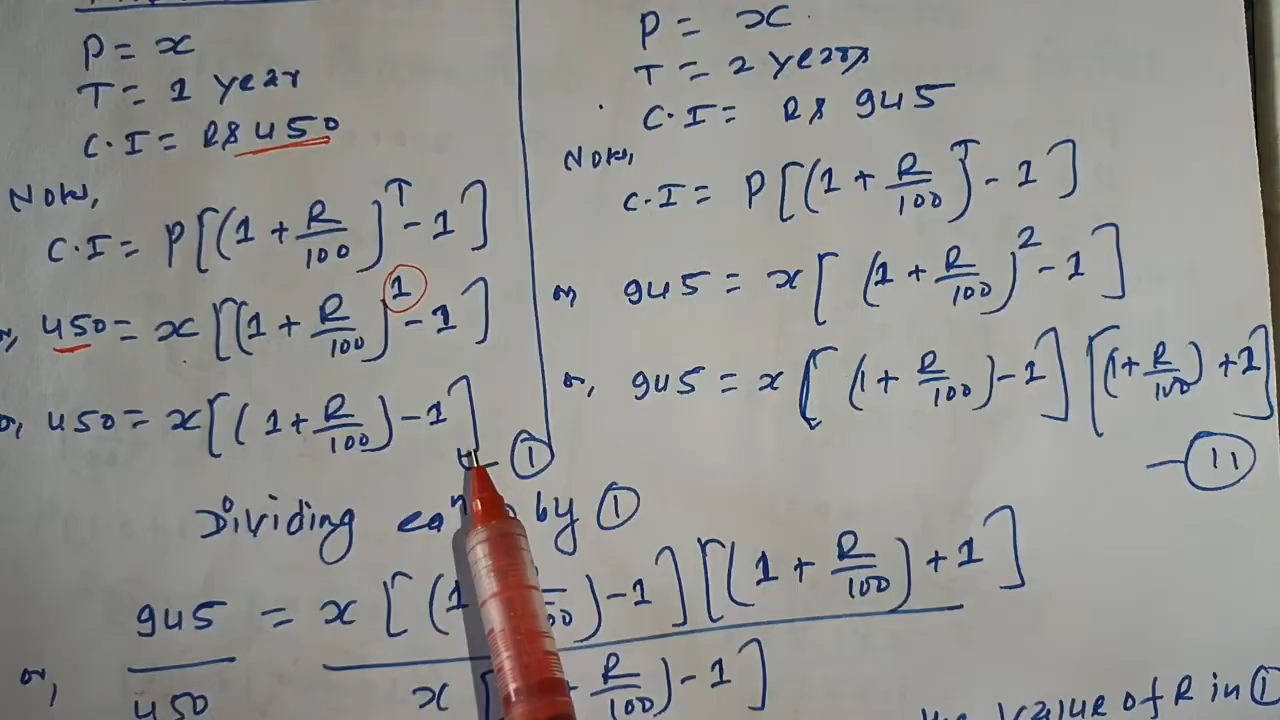 P = x
T = 1 year
C.I = Rs 450
Now,
C.I = P[(1 + R/100)^T - 1]
450 = x[(1 + R/100)^1 - 1]
450 = x[(1 + R/100) - 1]
①
P = x.
T = 2 years
C.I = Rs 945
Now,
C.I = P[(1 + R/100)^T - 1]
or, 945 = x[(1 + R/100)^2 - 1]
or, 945 = x[(1 + R/100) - 1][(1 + R/100) + 1]
— ⑪
Dividing by ①
or, 945/450 = x[(1 /100) - 1][(1 + R/100) + 1] / x[ + R/100) - 1]
value of R in ①